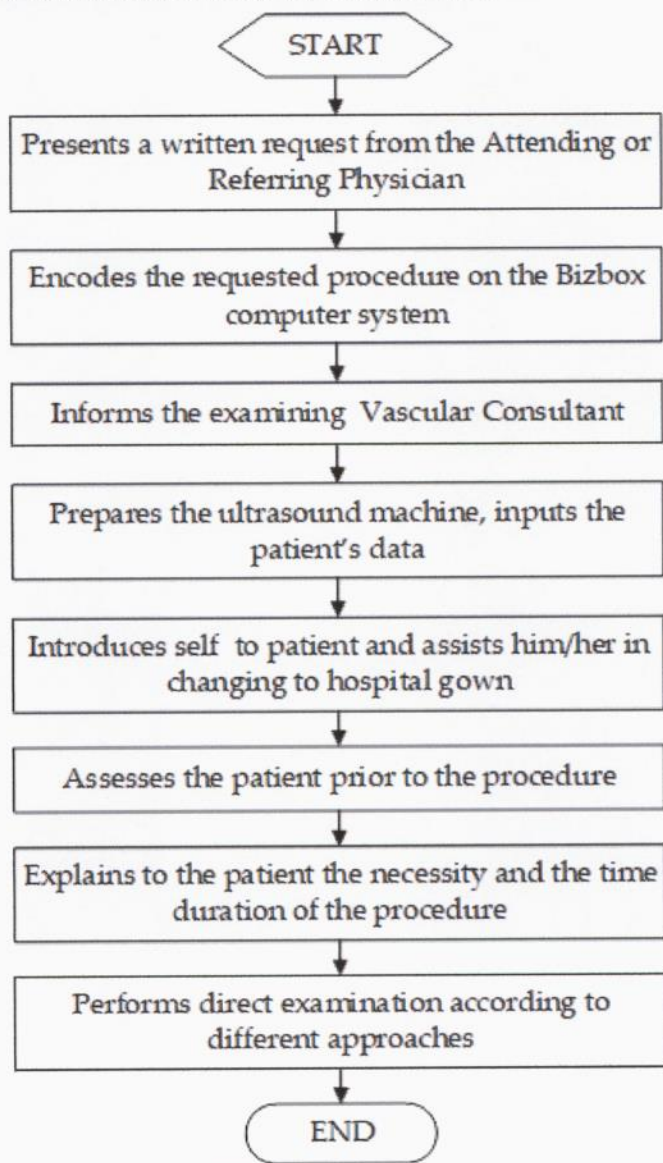 START
Presents a written request from the Attending or
Referring Physician
Encodes the requested procedure on the Bizbox
computer system
Informs the examining Vascular Consultant
Prepares the ultrasound machine, inputs the
patient's data
Introduces self to patient and assists him/her in
changing to hospital gown
Assesses the patient prior to the procedure
Explains to the patient the necessity and the time
duration of the procedure
Performs direct examination according to
different approaches
END